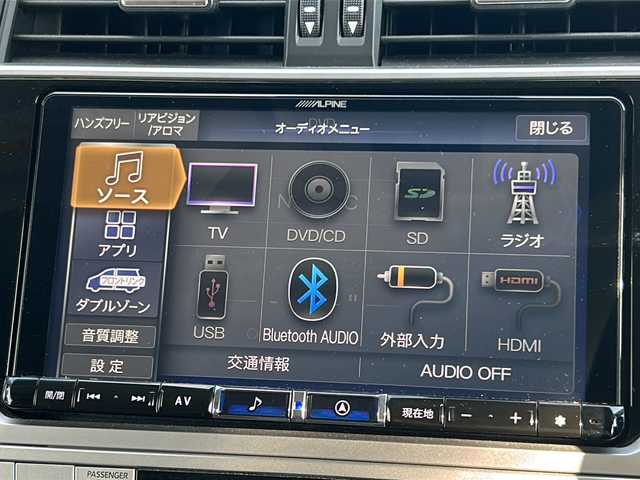 ALPINE
ハンズフリー
リアビジョン
/アロマ
オーディオメニュー
閉じる
ソース
TV
DVD/CD
SD
SD
ラジオ
アプリ
フロントリンク
ダブルゾーン
USB
Bluetooth AUDIO
外部入力
HDMI
HDMI
音質調整
設定
交通情報
AUDIO OFF
開/閉
AV
現在地
− +
PASSENGER